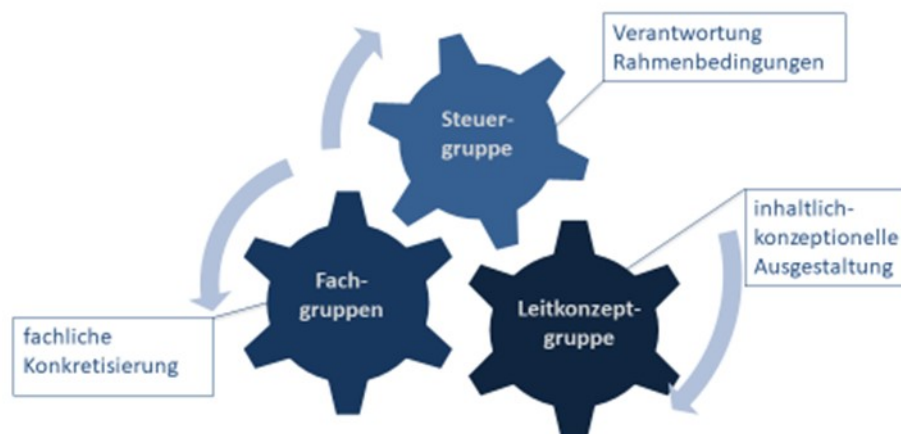 Verantwortung
Rahmenbedingungen
Steuer-
gruppe
inhaltlich-
konzeptionelle
Ausgestaltung
Fach-
gruppen
Leitkonzept-
gruppe
fachliche
Konkretisierung